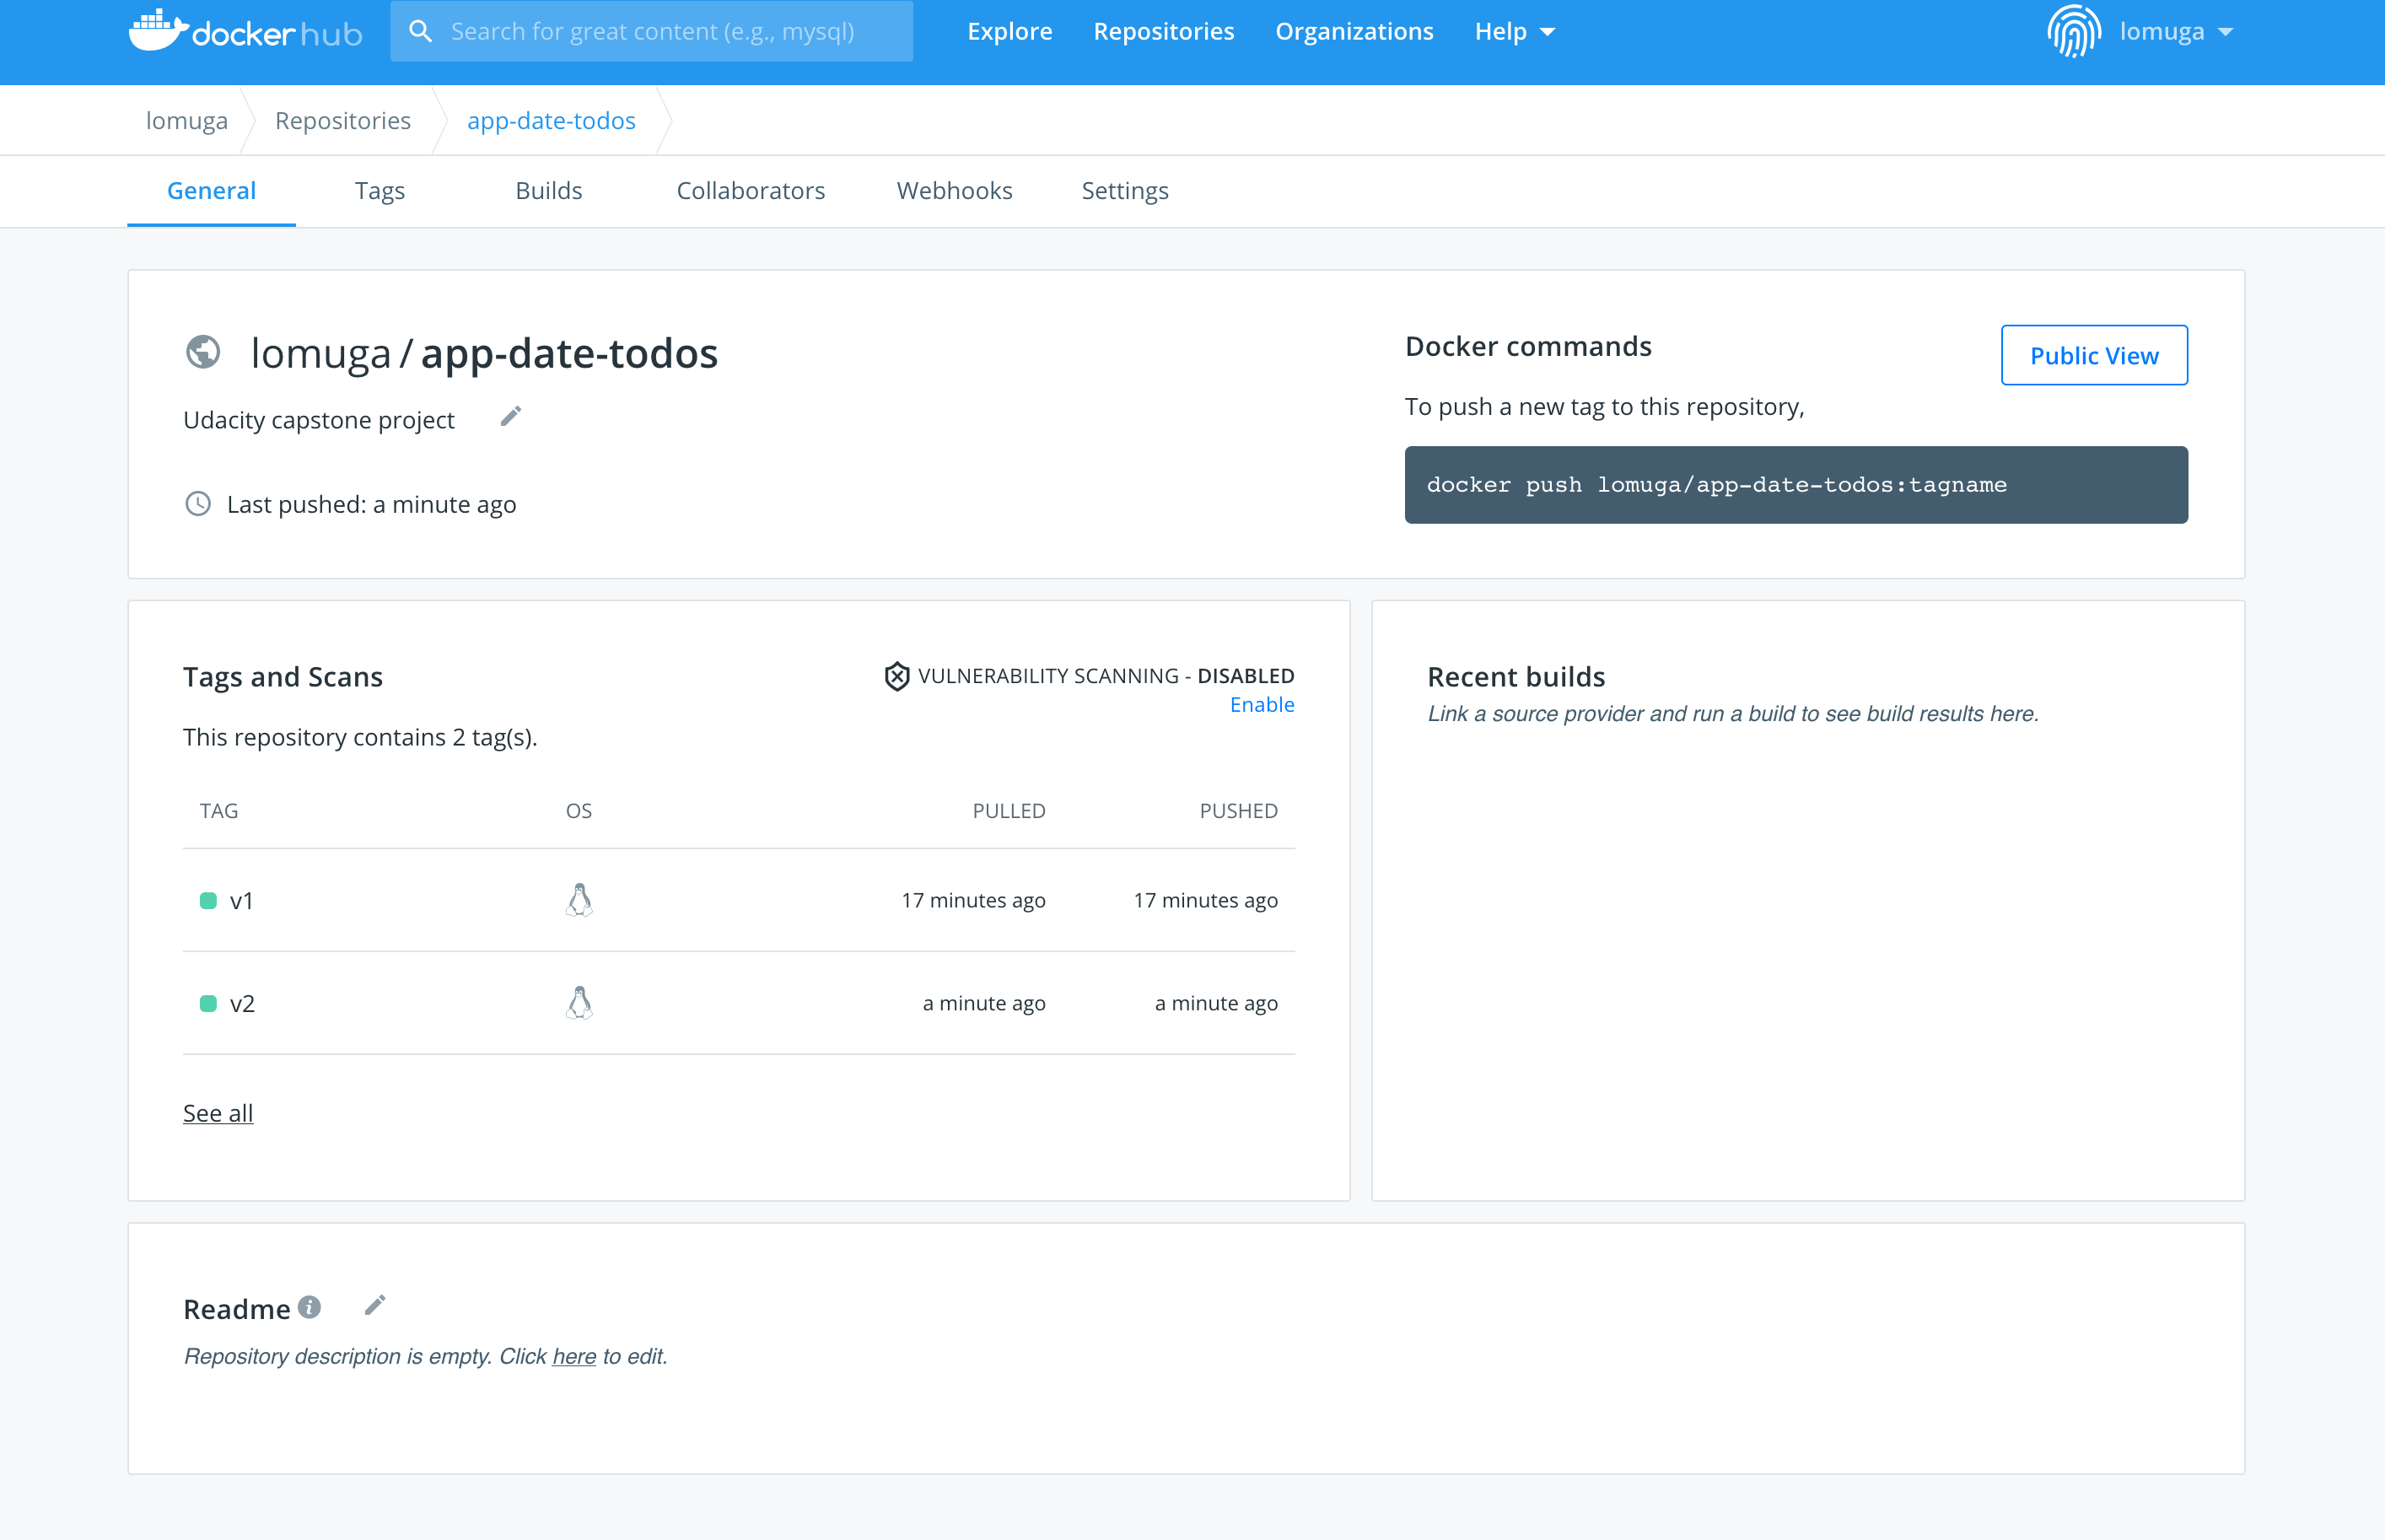 docker hub
Search for great content (e.g., mysql)
Explore
Repositories
Organizations
Help
lomuga
lomuga
Repositories
app-date-todos
General
Tags
Builds
Collaborators
Webhooks
Settings
lomuga / app-date-todos
Udacity capstone project
Last pushed: a minute ago
Docker commands
Public View
To push a new tag to this repository,
docker push lomuga/app-date-todos:tagname
Tags and Scans
VULNERABILITY SCANNING - DISABLED
Enable
This repository contains 2 tag(s).
TAG OS PULLED PUSHED
v1 17 minutes ago 17 minutes ago
v2 a minute ago a minute ago
See all
Recent builds
Link a source provider and run a build to see build results here.
Readme
Repository description is empty. Click here to edit.